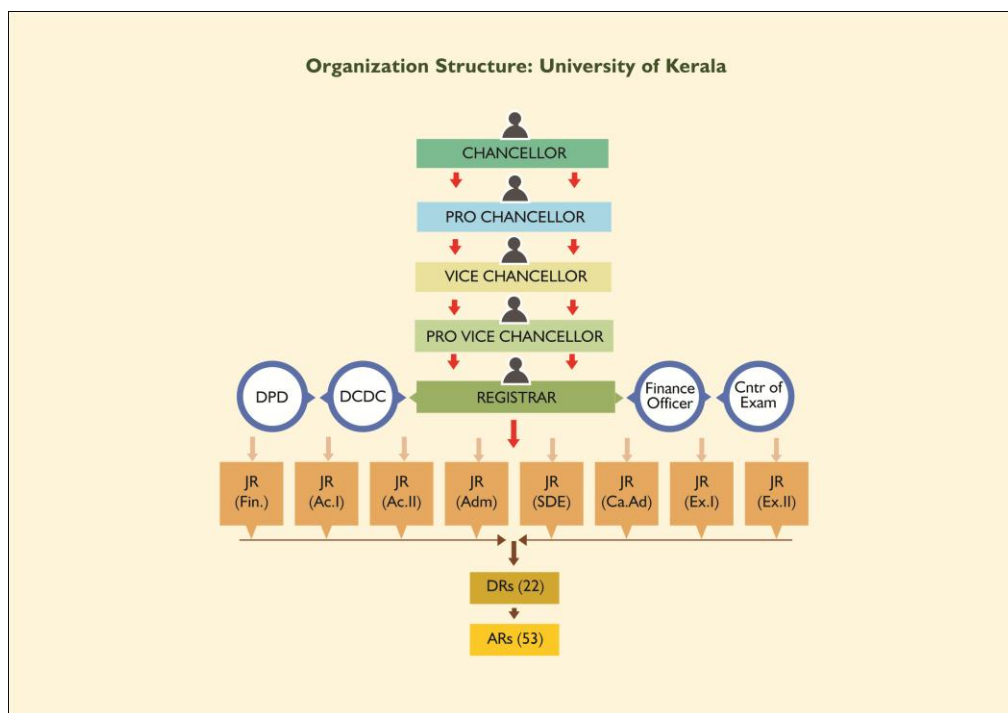 Organization Structure: University of Kerala
CHANCELLOR
PRO CHANCELLOR
VICE CHANCELLOR
PRO VICE CHANCELLOR
DPD
DCDC
REGISTRAR
Finance
Officer
Cntr of
Exam
JR
(Fin.)
JR
(Ac.I)
JR
(Ac.II)
JR
(Adm)
JR
(SDE)
JR
(Ca.Ad)
JR
(Ex.I)
JR
(Ex.II)
DRs (22)
ARs (53)